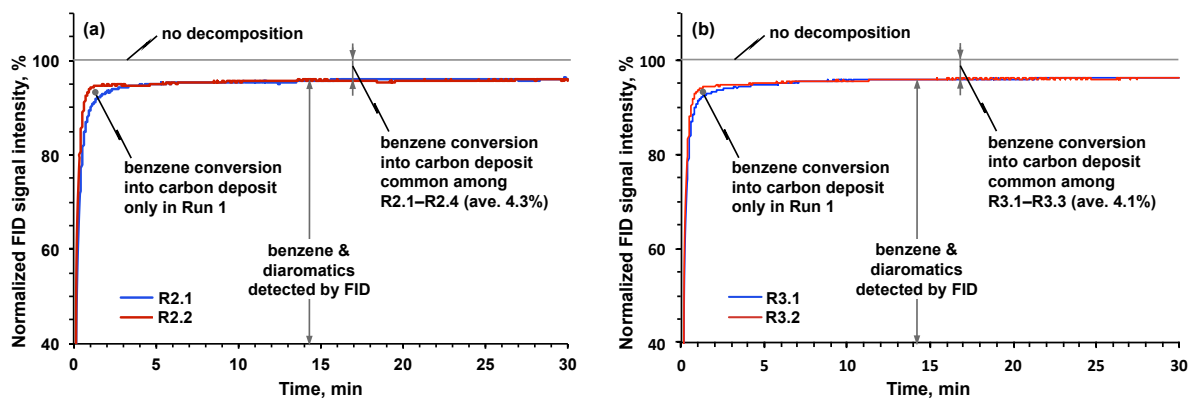 (a)
no decomposition
Normalized FID signal intensity, %
100
80
60
40
benzene conversion
into carbon deposit
only in Run 1
benzene conversion
into carbon deposit
common among
R2.1–R2.4 (ave. 4.3%)
benzene &
diaromatics
detected by FID
R2.1
R2.2
0 5 10 15 20 25 30
Time, min
(b)
no decomposition
Normalized FID signal intensity, %
100
80
60
40
benzene conversion
into carbon deposit
only in Run 1
benzene conversion
into carbon deposit
common among
R3.1–R3.3 (ave. 4.1%)
benzene &
diaromatics
detected by FID
R3.1
R3.2
0 5 10 15 20 25 30
Time, min